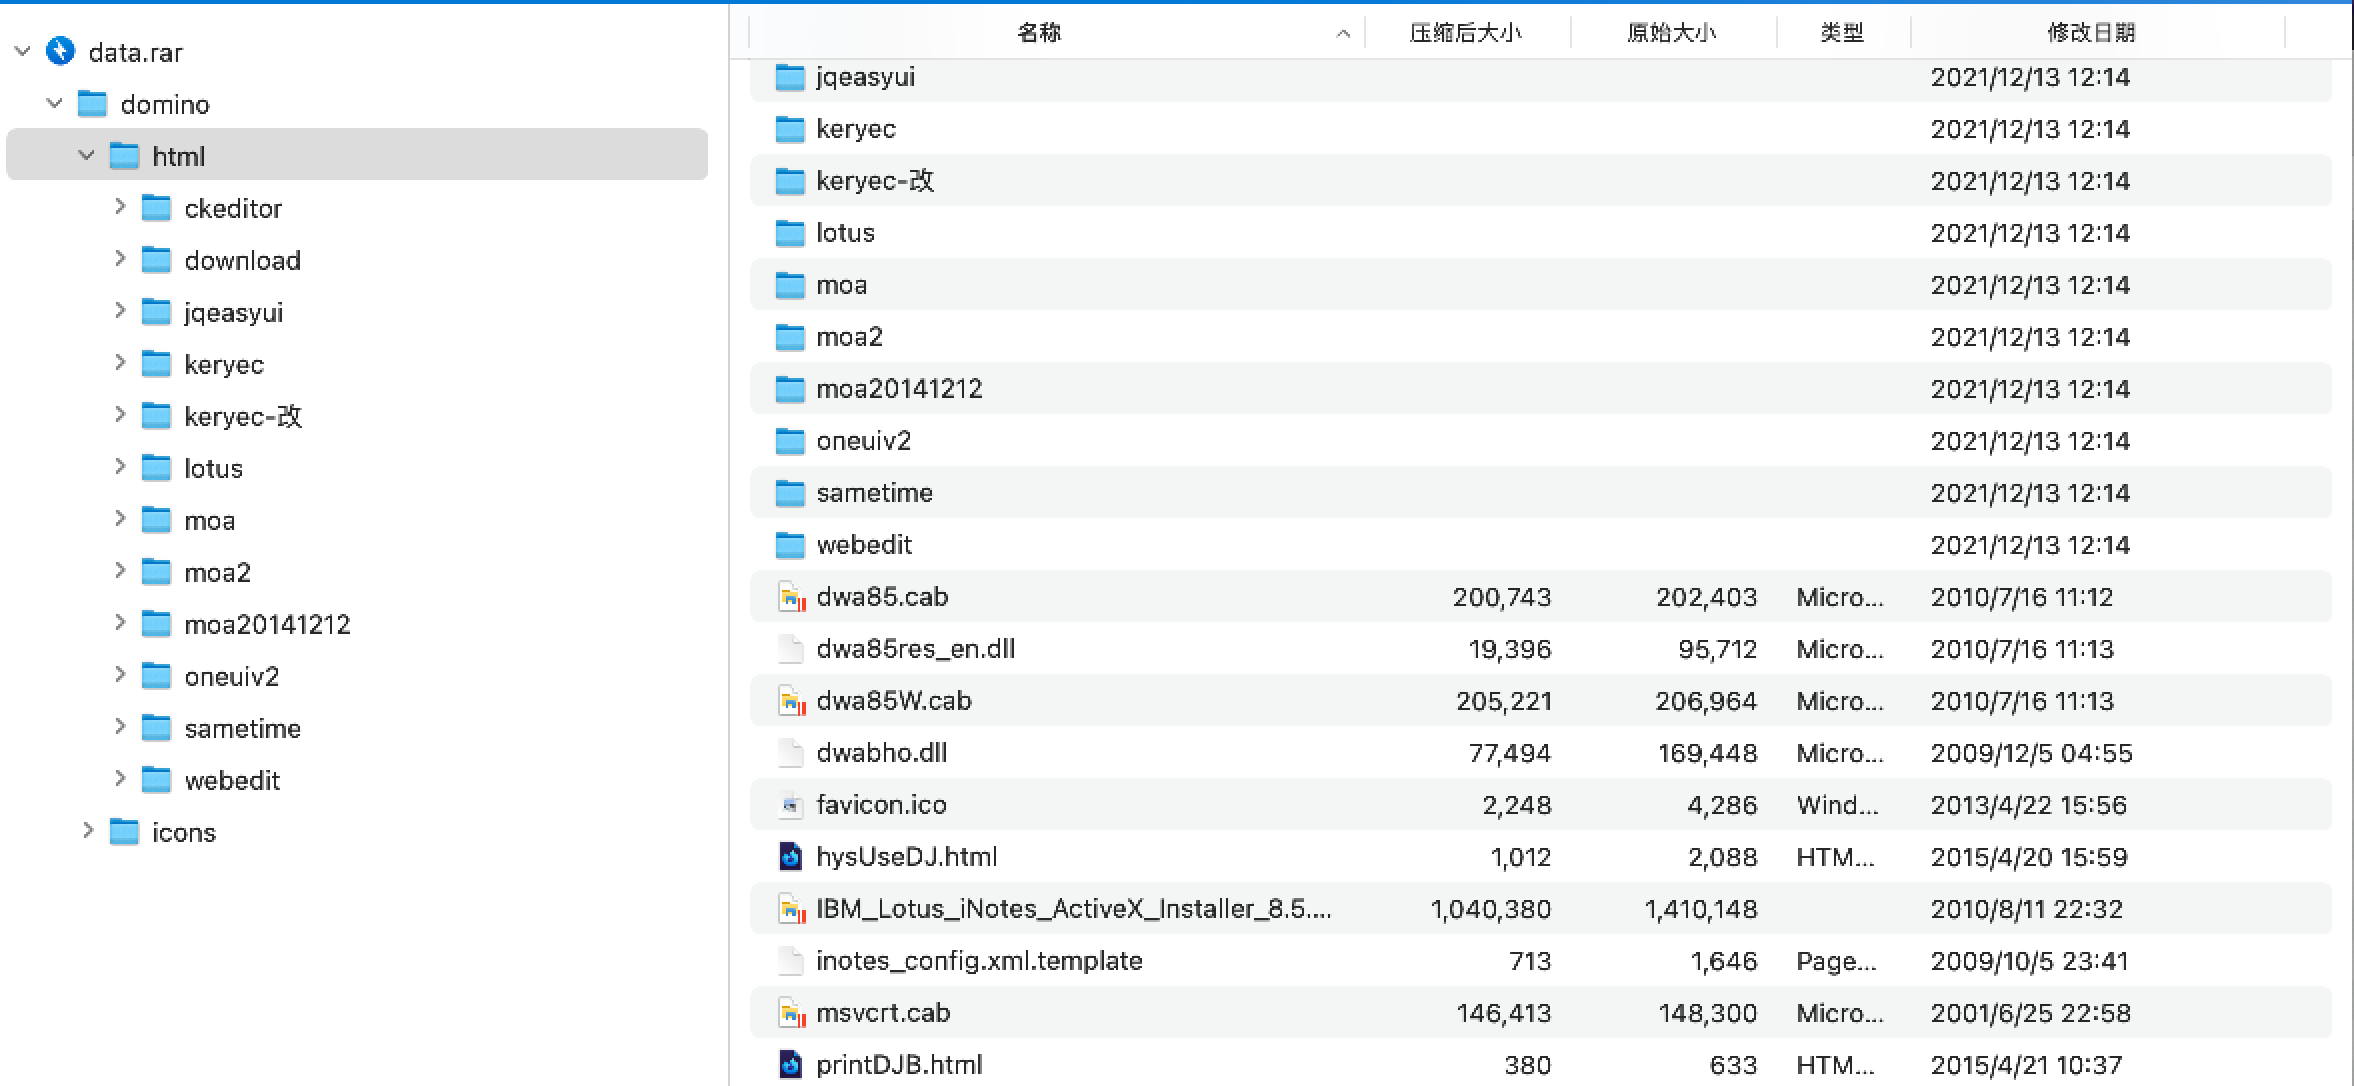 data.rar
domino
html
ckeditor
download
jqeasyui
keryec
keryec-改
lotus
moa
moa2
moa20141212
oneuiv2
sametime
webedit
icons
名称 压缩后大小 原始大小 类型 修改日期
jqeasyui 2021/12/13 12:14
keryec 2021/12/13 12:14
keryec-改 2021/12/13 12:14
lotus 2021/12/13 12:14
moa 2021/12/13 12:14
moa2 2021/12/13 12:14
moa20141212 2021/12/13 12:14
oneuiv2 2021/12/13 12:14
sametime 2021/12/13 12:14
webedit 2021/12/13 12:14
dwa85.cab 200,743 202,403 Micro... 2010/7/16 11:12
dwa85res_en.dll 19,396 95,712 Micro... 2010/7/16 11:13
dwa85W.cab 205,221 206,964 Micro... 2010/7/16 11:13
dwabho.dll 77,494 169,448 Micro... 2009/12/5 04:55
favicon.ico 2,248 4,286 Wind... 2013/4/22 15:56
hysUseDJ.html 1,012 2,088 HTM... 2015/4/20 15:59
IBM_Lotus_iNotes_ActiveX_Installer_8.5.... 1,040,380 1,410,148 2010/8/11 22:32
inotes_config.xml.template 713 1,646 Page... 2009/10/5 23:41
msvcrt.cab 146,413 148,300 Micro... 2001/6/25 22:58
printDJB.html 380 633 HTM... 2015/4/21 10:37